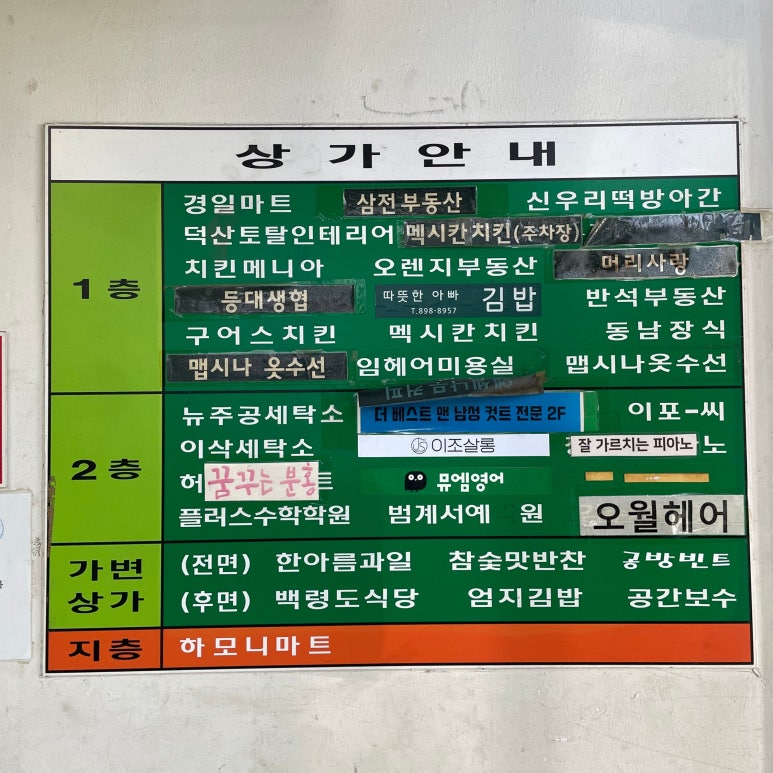 상가안내
1층
경일마트 삼전부동산 신우리떡방아간
덕산토탈인테리어 멕시칸치킨(주차장)
치킨메니아 오렌지부동산 머리사랑
등대생협 따뜻한 아빠 김밥 반석부동산
T.898-8957
구어스치킨 멕시칸치킨 동남장식
맵시나 옷수선 임헤어미용실 맵시나옷수선
2층
뉴주공세탁소 더 베스트 맨 남성 컷트 전문 2F 이포-씨
이삭세탁소 JS 이조살롱 잘 가르치는 피아노 노
허 꿈꾸는 분홍 트 뮤엠영어
플러스수학학원 범계서예 원 오월헤어
가변상가
(전면) 한아름과일 참숯맛반찬 공방빈트
(후면) 백령도식당 엄지김밥 공간보수
지층 하모니마트